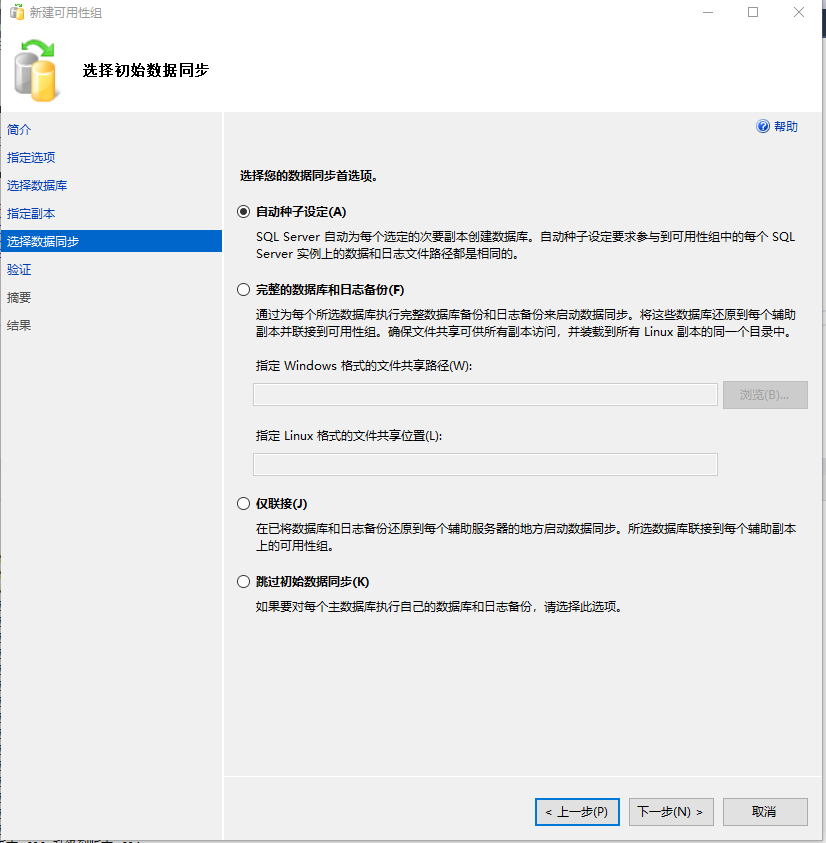 新建可用性组
选择初始数据同步
简介
指定选项
选择数据库
指定副本
选择数据同步
验证
摘要
结果
帮助
选择您的数据同步首选项。
自动种子设定(A)
SQL Server 自动为每个选定的次要副本创建数据库。自动种子设定要求参与到可用性组中的每个 SQL
Server 实例上的数据和日志文件路径都是相同的。
完整的数据库和日志备份(F)
通过为每个所选数据库执行完整数据库备份和日志备份来启动数据同步。将这些数据库还原到每个辅助
副本并联接到可用性组。确保文件共享可供所有副本访问，并装载到所有 Linux 副本的同一个目录中。
指定 Windows 格式的文件共享路径(W):
浏览(B)...
指定 Linux 格式的文件共享位置(L):
仅联接(J)
在已将数据库和日志备份还原到每个辅助服务器的地方启动数据同步。所选数据库联接到每个辅助副本
上的可用性组。
跳过初始数据同步(K)
如果要对每个主数据库执行自己的数据库和日志备份，请选择此选项。
< 上一步(P)
下一步(N) >
取消